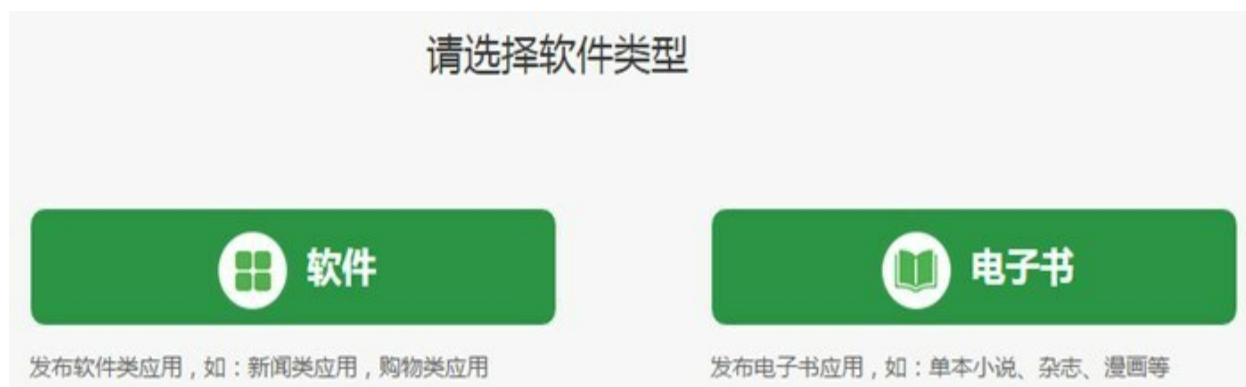 请选择软件类型
软件
电子书
发布软件类应用，如：新闻类应用，购物类应用
发布电子书应用，如：单本小说、杂志、漫画等